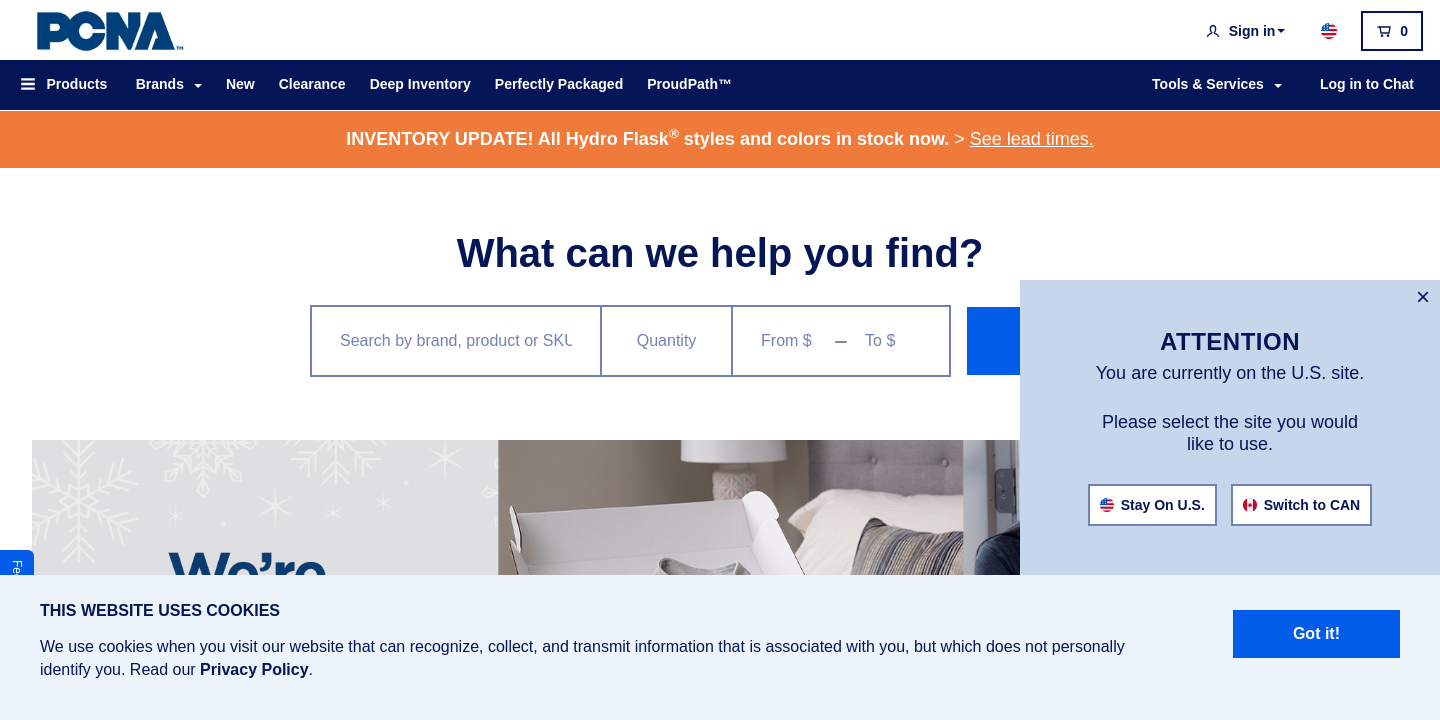 PCNA™
Sign in
0
Products Brands New Clearance Deep Inventory Perfectly Packaged ProudPath™ Tools & Services Log in to Chat
INVENTORY UPDATE! All Hydro Flask® styles and colors in stock now. > See lead times.
What can we help you find?
Search by brand, product or SKU Quantity From $ – To $
×
ATTENTION
You are currently on the U.S. site.
Please select the site you would
like to use.
Stay On U.S. Switch to CAN
We're
THIS WEBSITE USES COOKIES
We use cookies when you visit our website that can recognize, collect, and transmit information that is associated with you, but which does not personally
identify you. Read our Privacy Policy.
Got it!